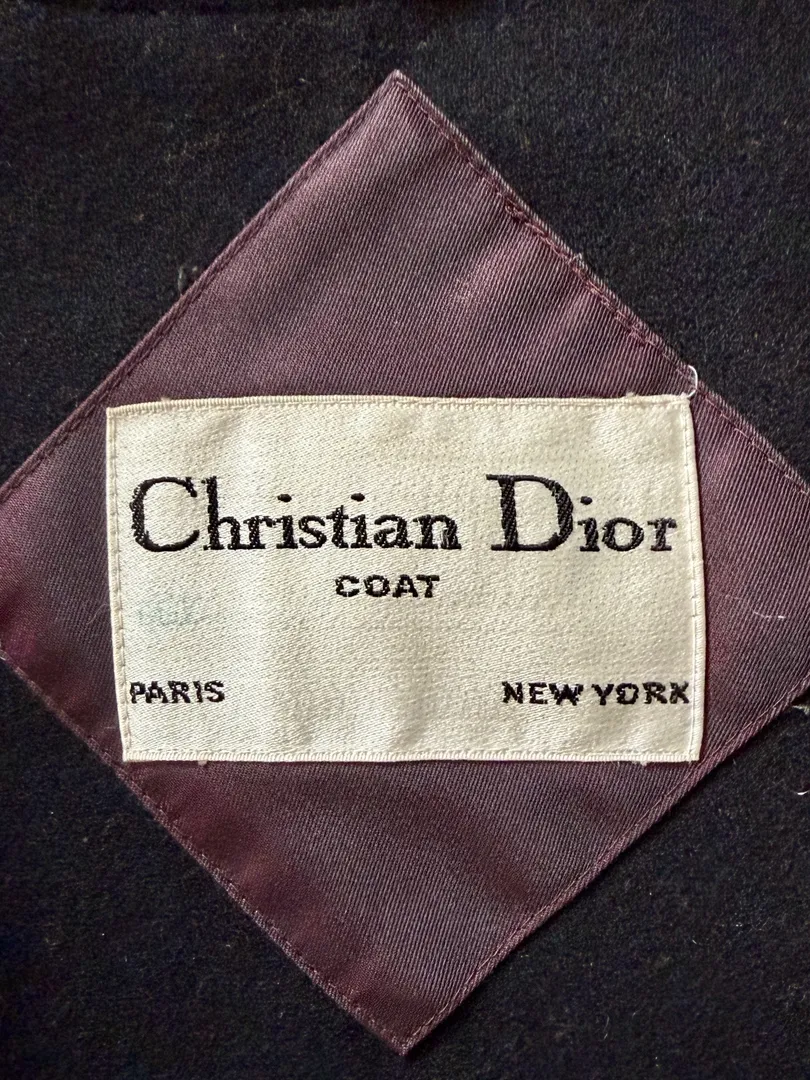 Christian Dior
COAT
PARIS NEW YORK